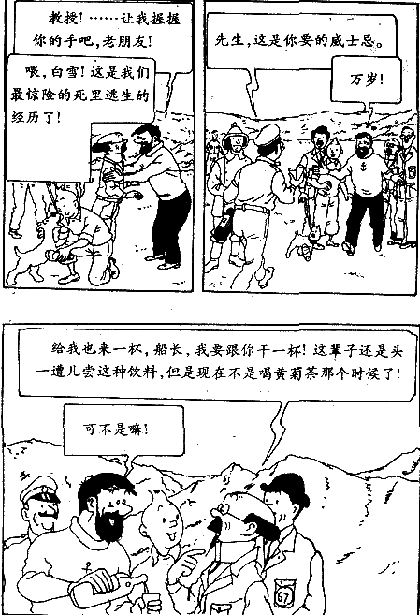 教授! ……让我握握
你的手吧,老朋友!
喂,白雪!这是我们
最惊险的死里逃生的
经历了!
先生,这是你要的威士忌。
万岁!
给我也来一杯,船长,我要跟你干一杯!这辈子还是头
一遭儿尝这种饮料,但是现在不是喝黄菊茶那个时候了!
可不是嘛!
67